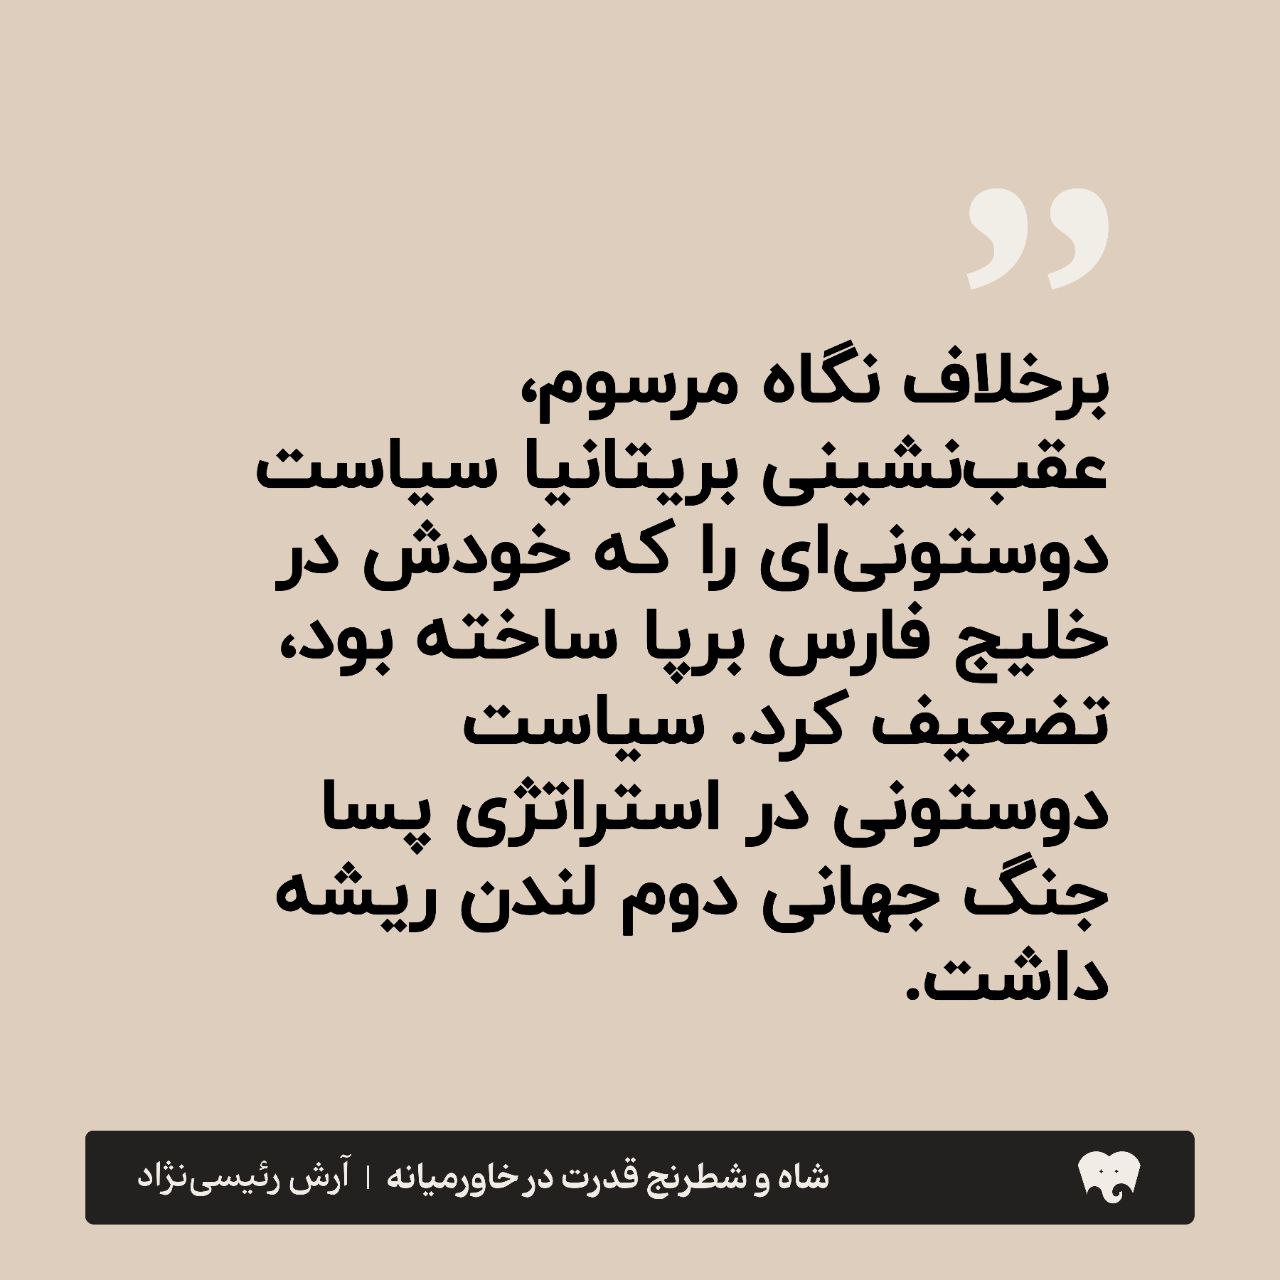 ”
برخلاف نگاه مرسوم،
عقب‌نشینی بریتانیا سیاست
دوستونی‌ای را که خودش در
خلیج فارس برپا ساخته بود،
تضعیف کرد. سیاست
دوستونی در استراتژی پسا
جنگ جهانی دوم لندن ریشه
داشت.
شاه و شطرنج قدرت در خاورمیانه | آرش رئیسی‌نژاد